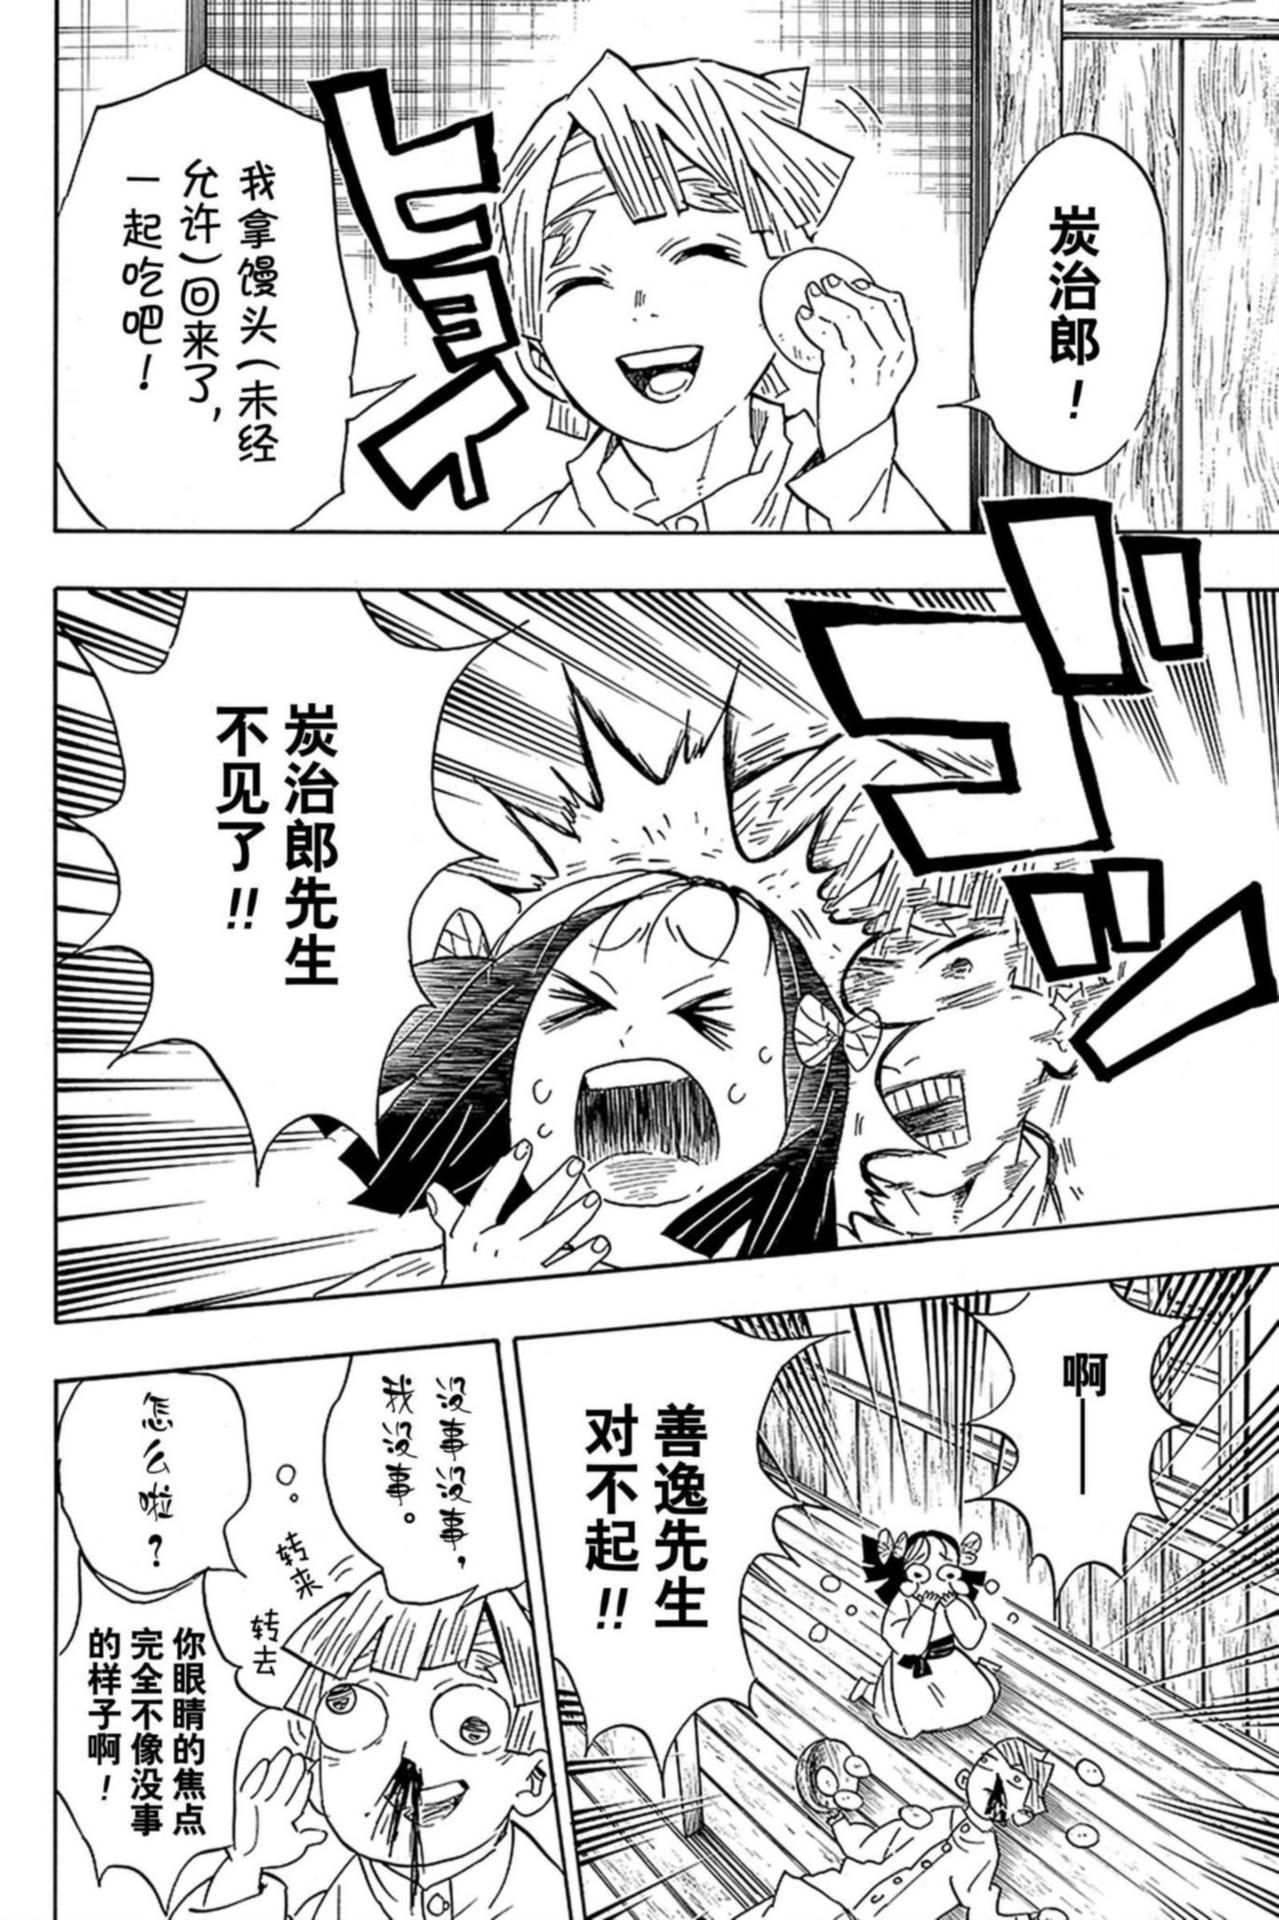 炭治郎！
ヒョイ
我拿馒头(未经
允许)回来了，
一起吃吧！
ゴッ
炭治郎先生
不见了!!
啊——
善逸先生
对不起!!
没事没事，
我没事。
转来
转去
怎么啦？
你眼睛的焦点
完全不像没事
的样子啊！